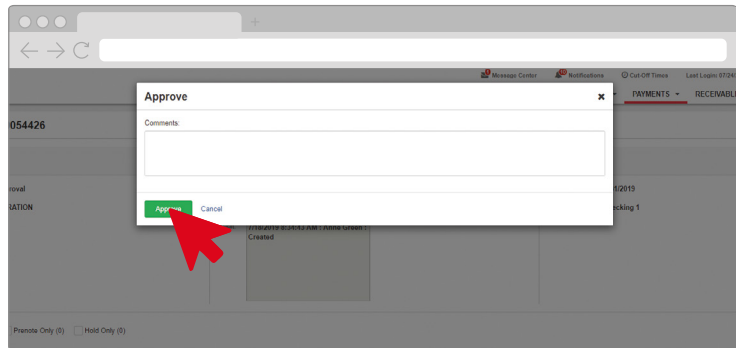 Message Center Notifications Cut-Off Times Last Login: 07/24/
PAYMENTS RECEIVABL
Approve
054426
Comments:
roval
1/2019
RATION
ecking 1
Approve Cancel
7/18/2019 8:34:43 AM : Anna Green :
Created
Prenote Only (0) Hold Only (0)